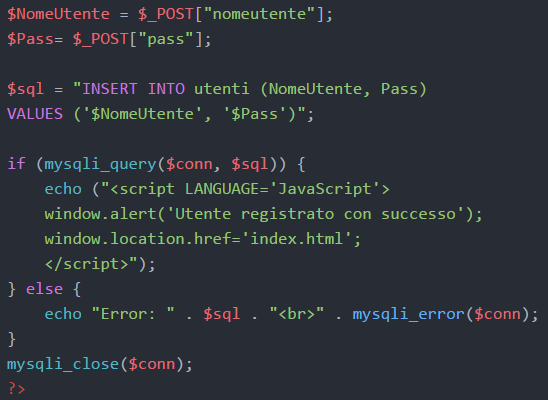 $NomeUtente = $_POST["nomeutente"];
$Pass= $_POST["pass"];
$sql = "INSERT INTO utenti (NomeUtente, Pass)
VALUES ('$NomeUtente', '$Pass')";
if (mysqli_query($conn, $sql)) {
    echo ("<script LANGUAGE='JavaScript'>
    window.alert('Utente registrato con successo');
    window.location.href='index.html';
    </script>");
} else {
    echo "Error: " . $sql . "<br>" . mysqli_error($conn);
}
mysqli_close($conn);
?>